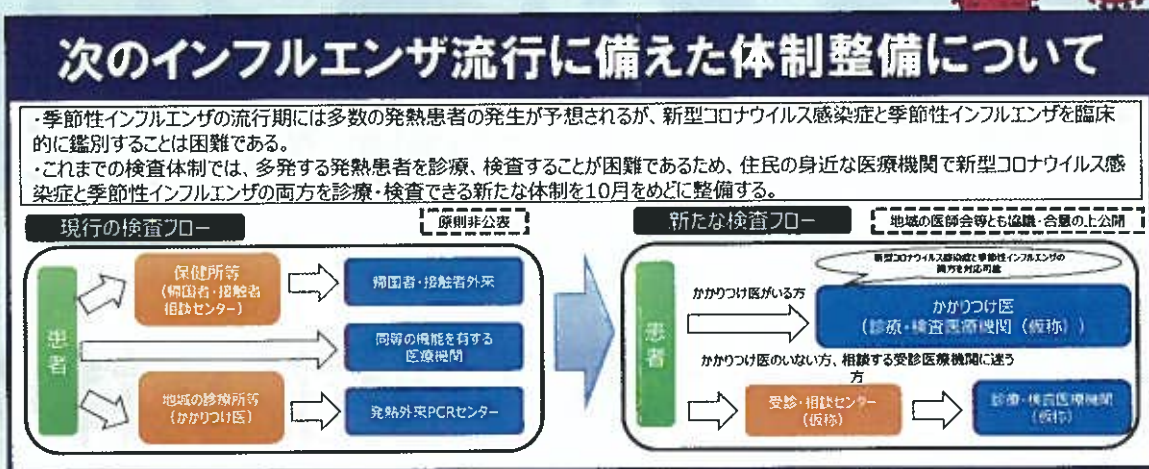 次のインフルエンザ流行に備えた体制整備について
・季節性インフルエンザの流行期には多数の発熱患者の発生が予想されるが、新型コロナウイルス感染症と季節性インフルエンザを臨床
的に鑑別することは困難である。
・これまでの検査体制では、多発する発熱患者を診療、検査することが困難であるため、住民の身近な医療機関で新型コロナウイルス感
染症と季節性インフルエンザの両方を診療・検査できる新たな体制を10月をめどに整備する。
現行の検査フロー
原則非公表
患者
保健所等
(帰国者・接触者
相談センター)
帰国者・接触者外来
同等の機能を有する
医療機関
地域の診療所等
(かかりつけ医)
発熱外来PCRセンター
新たな検査フロー
地域の医師会等とも協議・合意の上公開
新型コロナウイルス感染症と季節性インフルエンザの
両方を対応可能
患者
かかりつけ医がいる方
かかりつけ医
(診療・検査医療機関(仮称))
かかりつけ医のいない方、相談する受診医療機関に迷う
方
受診・相談センター
(仮称)
診療・検査医療機関
(仮称)